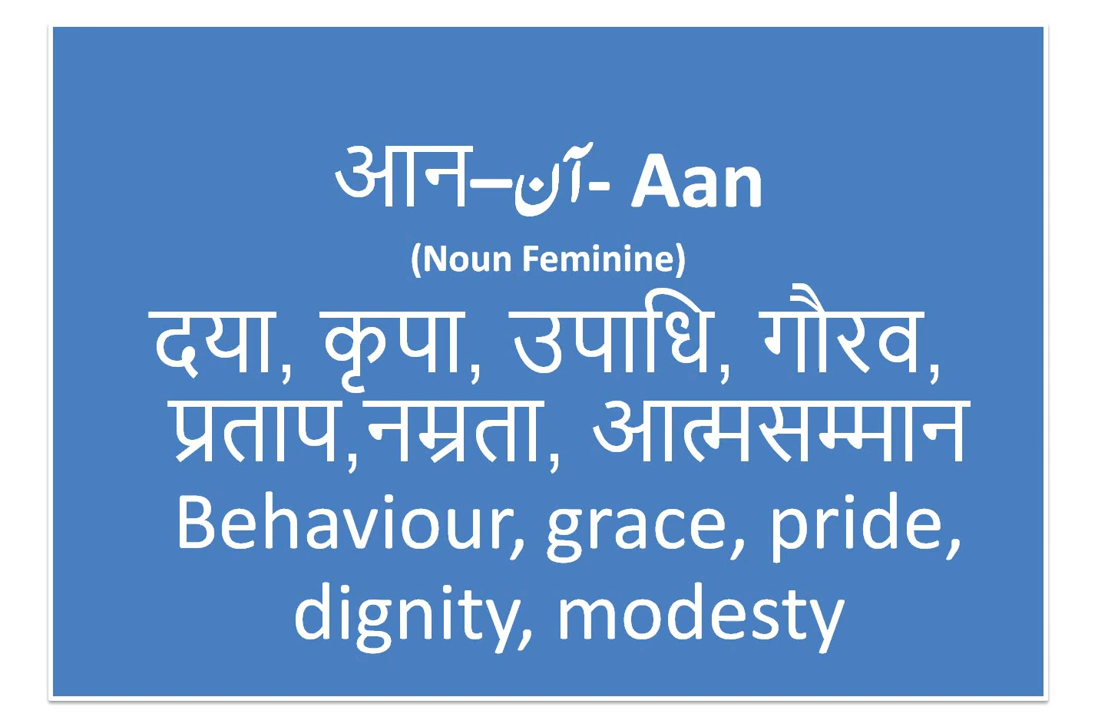 आन–آن- Aan
(Noun Feminine)
दया, कृपा, उपाधि, गौरव,
प्रताप,नम्रता, आत्मसम्मान
Behaviour, grace, pride,
dignity, modesty